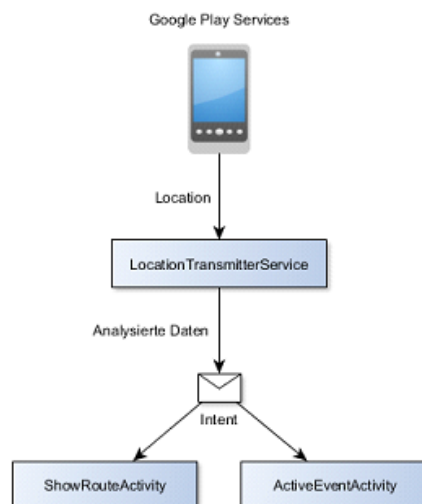 Google Play Services
Location
LocationTransmitterService
Analysierte Daten
Intent
ShowRouteActivity
ActiveEventActivity